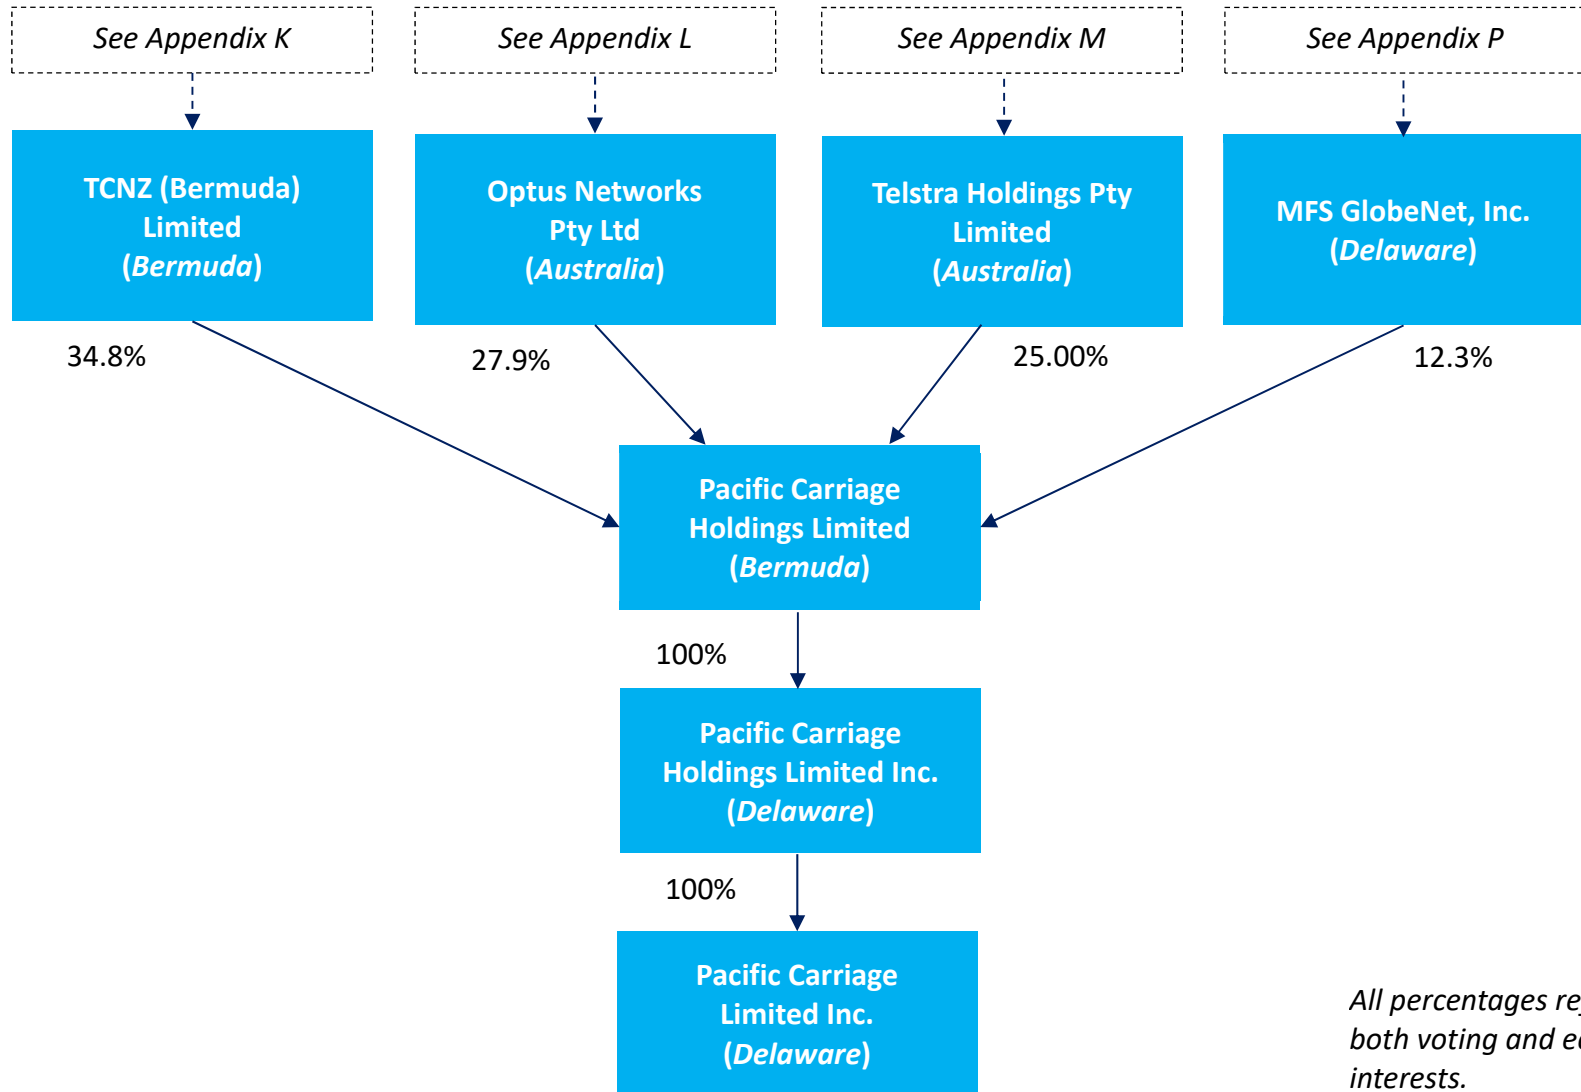 See Appendix K
See Appendix L
See Appendix M
See Appendix P
TCNZ (Bermuda)
Limited
(Bermuda)
Optus Networks
Pty Ltd
(Australia)
Telstra Holdings Pty
Limited
(Australia)
MFS GlobeNet, Inc.
(Delaware)
34.8%
27.9%
25.00%
12.3%
Pacific Carriage
Holdings Limited
(Bermuda)
100%
Pacific Carriage
Holdings Limited Inc.
(Delaware)
100%
Pacific Carriage
Limited Inc.
(Delaware)
All percentages
both voting and
interests.